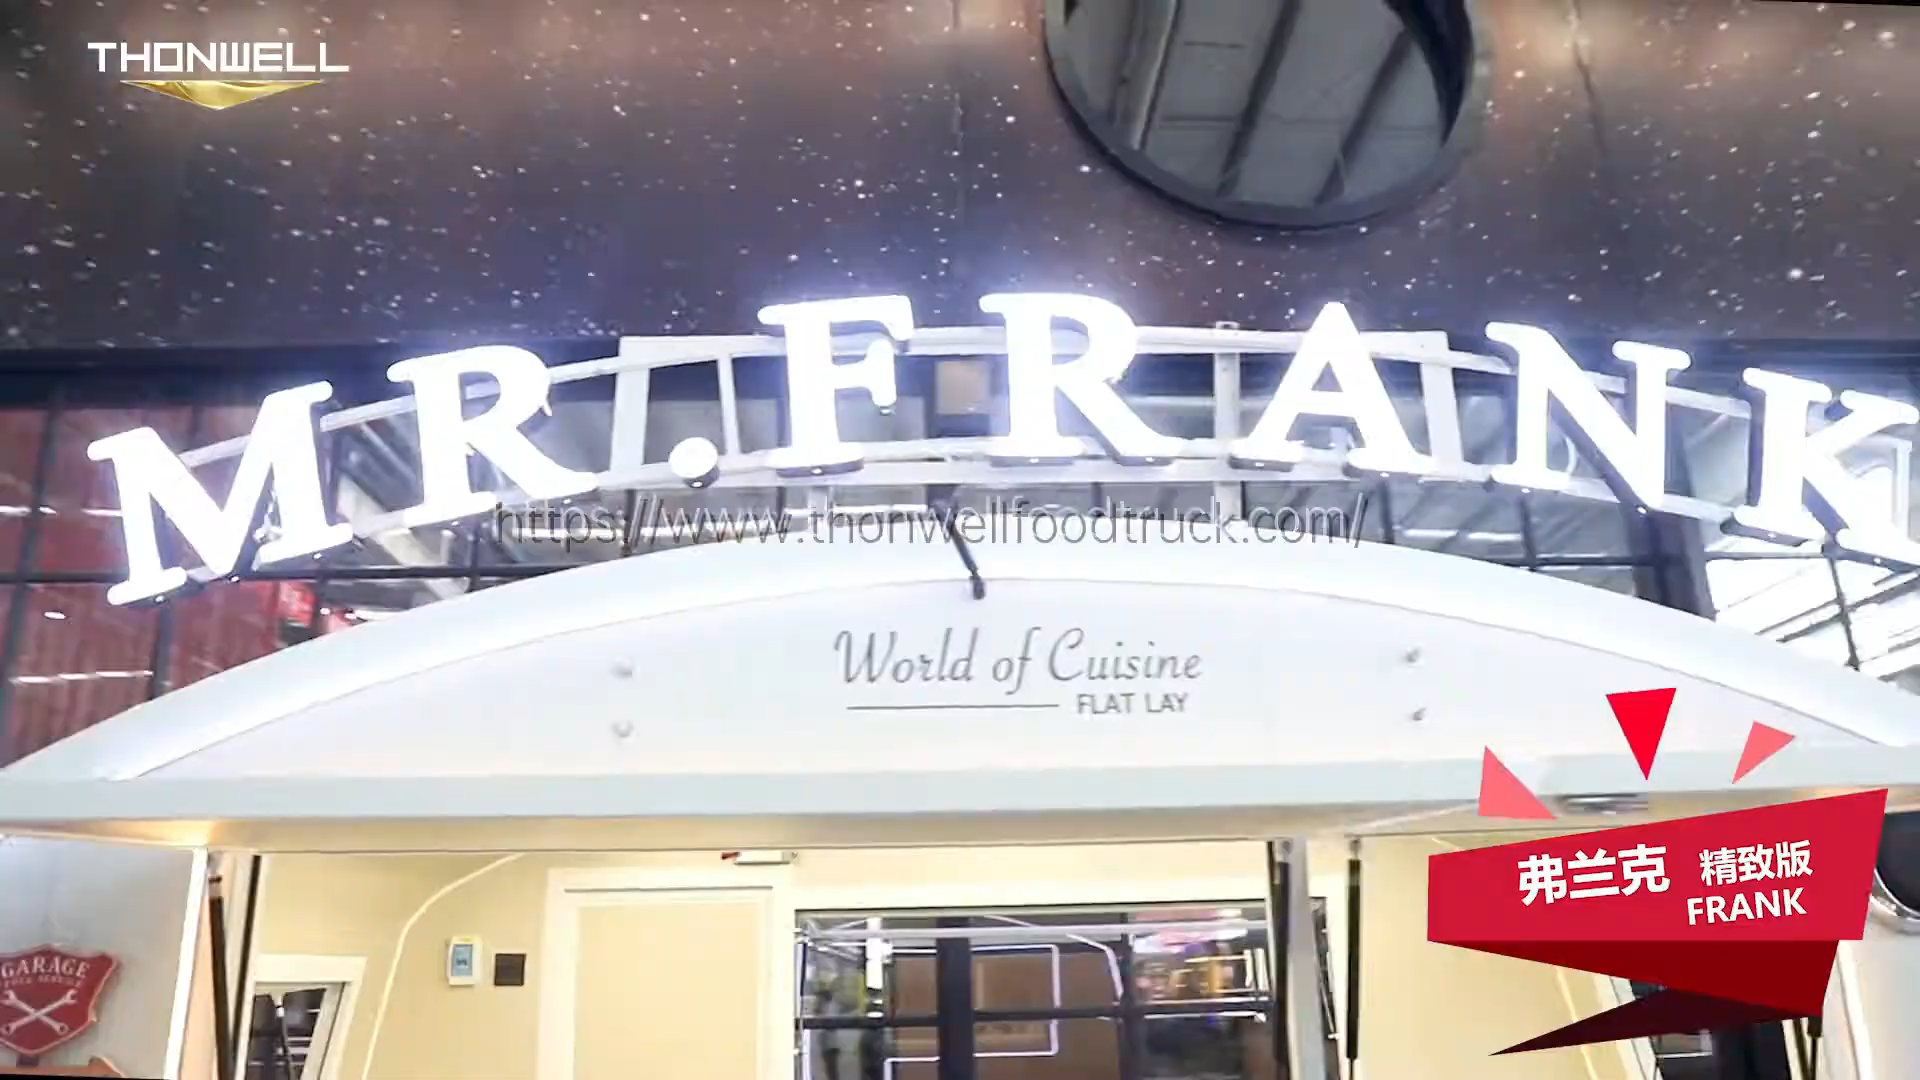 THONWELL
MR.FRANK
https://www.thonwellfoodtruck.com/
World of Cuisine
FLAT LAY
弗兰克 精致版
FRANK
GARAGE